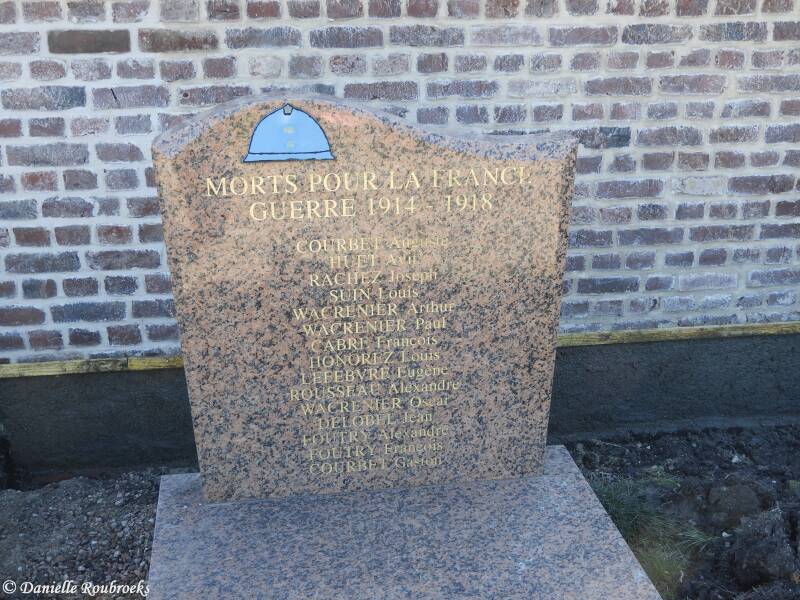 MORTS POUR LA FRANCE
GUERRE 1914 - 1918
COURBET Auguste
HUET Avit
RACHEZ Joseph
SUIN Louis
WACRENIER Arthur
WACRENIER Paul
CABRE François
HONOREZ Louis
LEFEBVRE Eugène
ROUSSEAU Alexandre
WACRENIER Oscar
DELOBEL Jean
FOUTRY Alexandre
FOUTRY François
COURBET Gaston
© Danielle Roubroeks